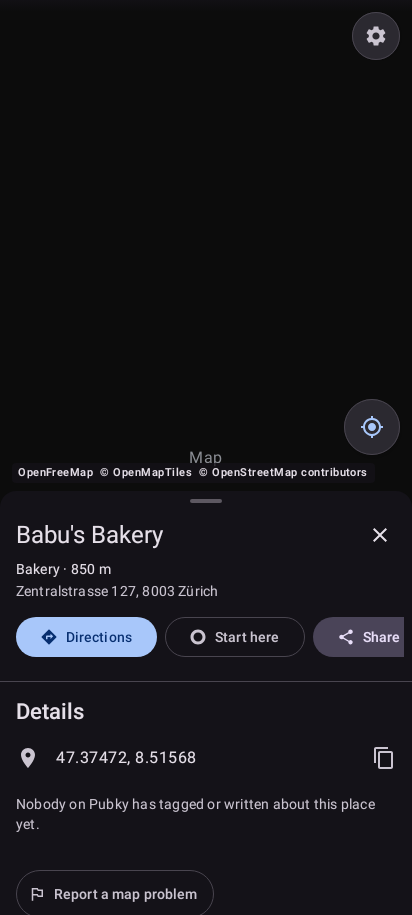 Map
OpenFreeMap © OpenMapTiles © OpenStreetMap contributors
Babu's Bakery
Bakery · 850 m
Zentralstrasse 127, 8003 Zürich
Directions
Start here
Share
Details
47.37472, 8.51568
Nobody on Pubky has tagged or written about this place
yet.
Report a map problem